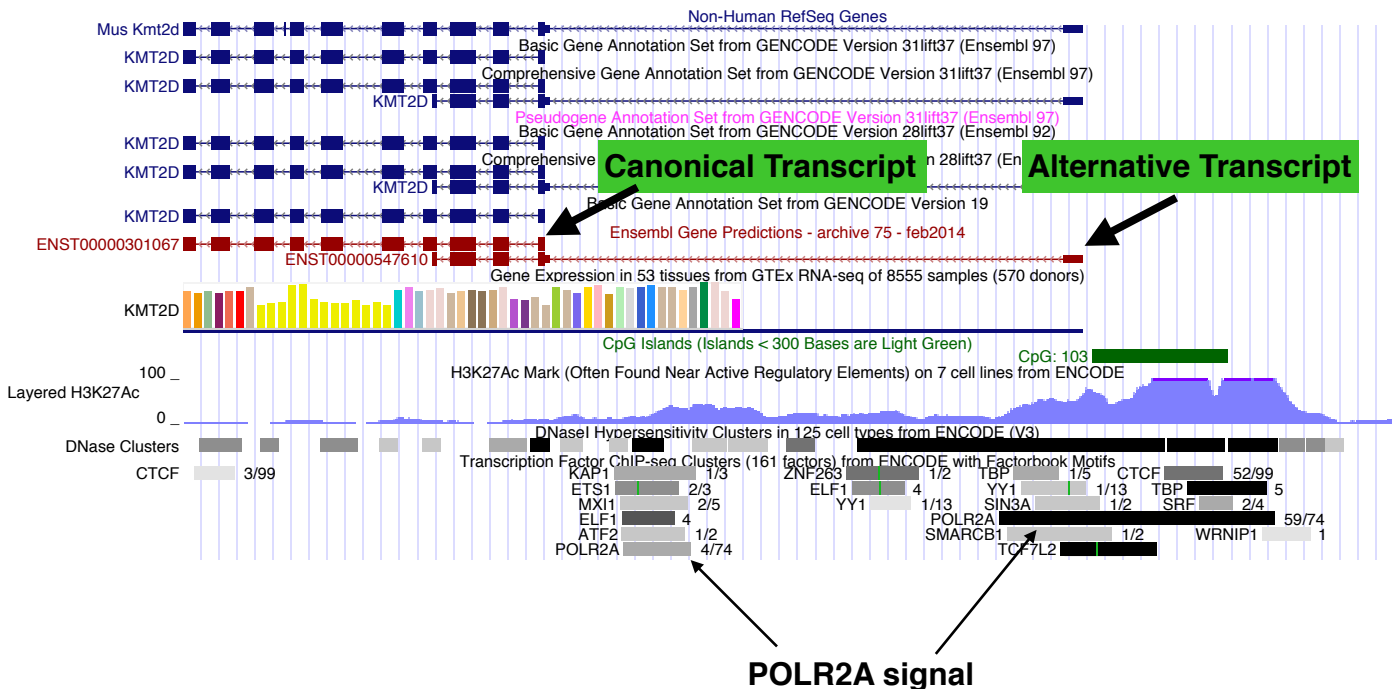 Non-Human RefSeq Genes
Mus Kmt2d
Basic Gene Annotation Set from GENCODE Version 31lift37 (Ensembl 97)
KMT2D
Comprehensive Gene Annotation Set from GENCODE Version 31lift37 (Ensembl 97)
KMT2D
KMT2D
Pseudogene Annotation Set from GENCODE Version 31lift37 (Ensembl 97)
Basic Gene Annotation Set from GENCODE Version 28lift37 (Ensembl 92)
KMT2D
Comprehensive n 28lift37 (En
Canonical Transcript Alternative Transcript
KMT2D
KMT2D
Basic Gene Annotation Set from GENCODE Version 19
KMT2D
Ensembl Gene Predictions - archive 75 - feb2014
ENST00000301067
ENST00000547610
Gene Expression in 53 tissues from GTEx RNA-seq of 8555 samples (570 donors)
KMT2D
CpG Islands (Islands < 300 Bases are Light Green)
CpG: 103
H3K27Ac Mark (Often Found Near Active Regulatory Elements) on 7 cell lines from ENCODE
100 _
Layered H3K27Ac
0 _
DNaseI Hypersensitivity Clusters in 125 cell types from ENCODE (V3)
DNase Clusters
Transcription Factor ChIP-seq Clusters (161 factors) from ENCODE with Factorbook Motifs
CTCF 3/99 KAP1 1/3 ZNF263 1/2 TBP 1/5 CTCF 52/99
ETS1 2/3 ELF1 4 YY1 1/13 TBP 5
MXI1 2/5 YY1 1/13 SIN3A 1/2 SRF 2/4
ELF1 4 POLR2A 59/74
ATF2 1/2 SMARCB1 1/2 WRNIP1 1
POLR2A 4/74 TCF7L2
POLR2A signal